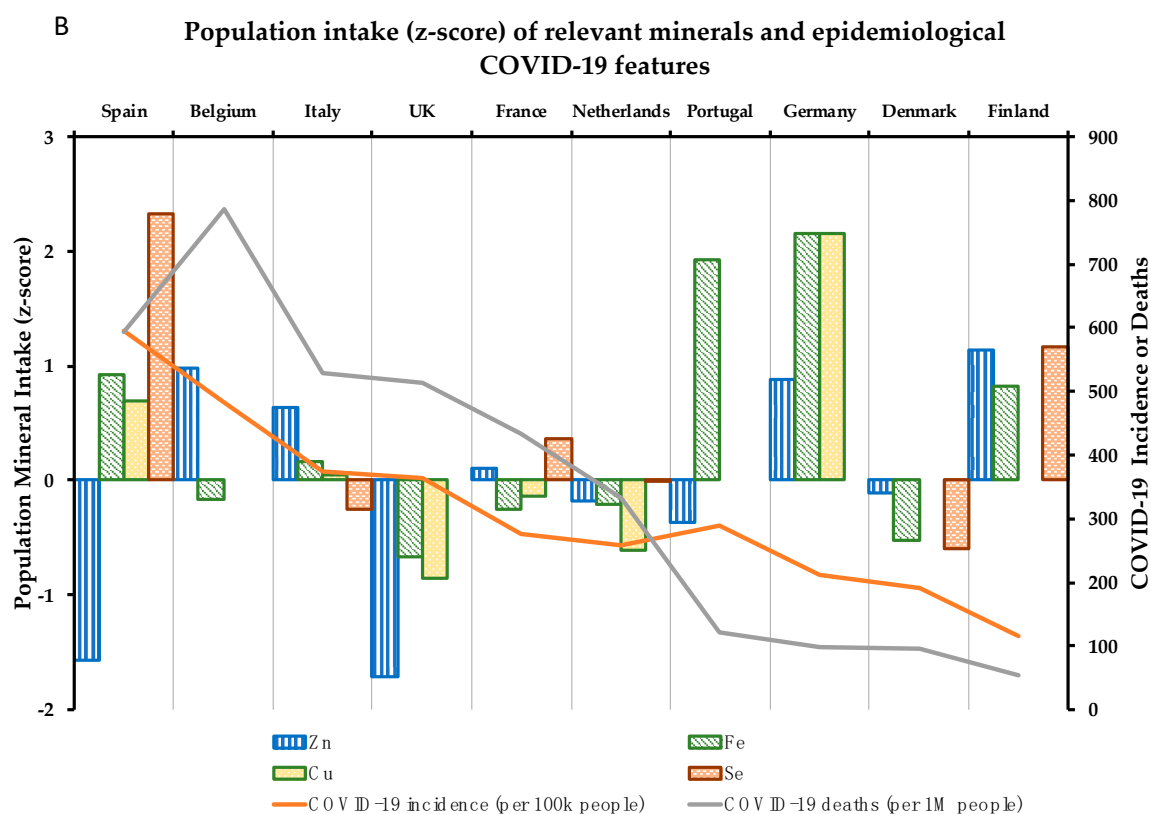 B
Population intake (z-score) of relevant minerals and epidemiological
COVID-19 features
Spain Belgium Italy UK France Netherlands Portugal Germany Denmark Finland
3
2
1
0
-1
-2
Population Mineral Intake (z-score)
900
800
700
600
500
400
300
200
100
0
COVID-19 Incidence or Deaths
Zn
Fe
Cu
Se
COVID-19 incidence (per 100k people)
COVID-19 deaths (per 1M people)